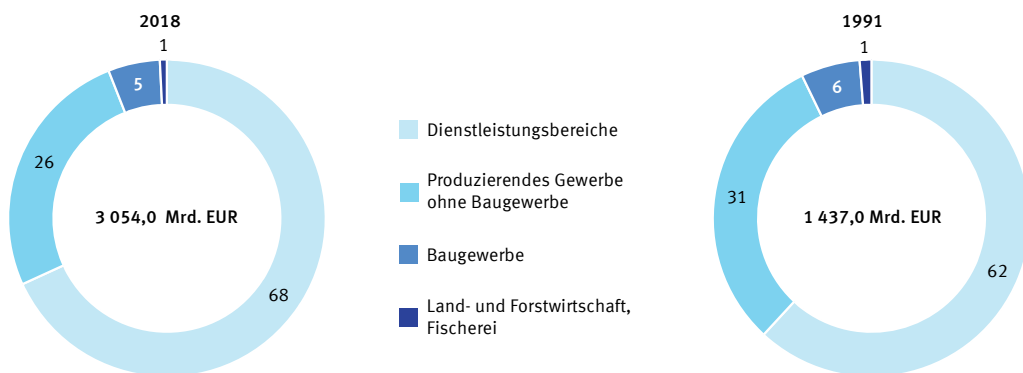 2018
1
5
26
3 054,0 Mrd. EUR
68
Dienstleistungsbereiche
Produzierendes Gewerbe
ohne Baugewerbe
Baugewerbe
Land- und Forstwirtschaft,
Fischerei
1991
1
6
31
1 437,0 Mrd. EUR
62